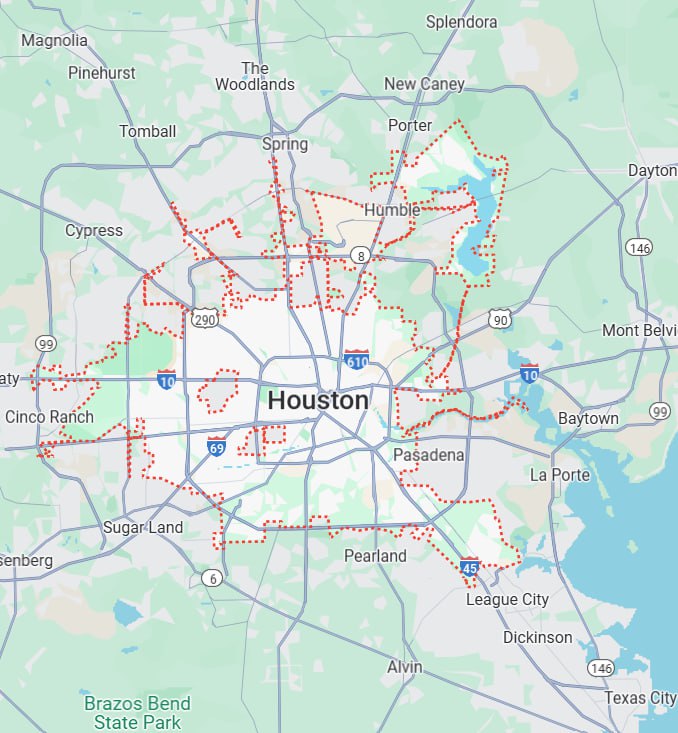 Splendora
Magnolia
Pinehurst
The
Woodlands
New Caney
Tomball
Porter
Spring
Dayton
Humble
Cypress
146
8
290
90
Mont Belvi
99
610
10
10
aty
Houston
99
Cinco Ranch
Baytown
69
Pasadena
La Porte
Sugar Land
Pearland
senberg
45
6
League City
Dickinson
Alvin
146
Texas City
Brazos Bend
State Park